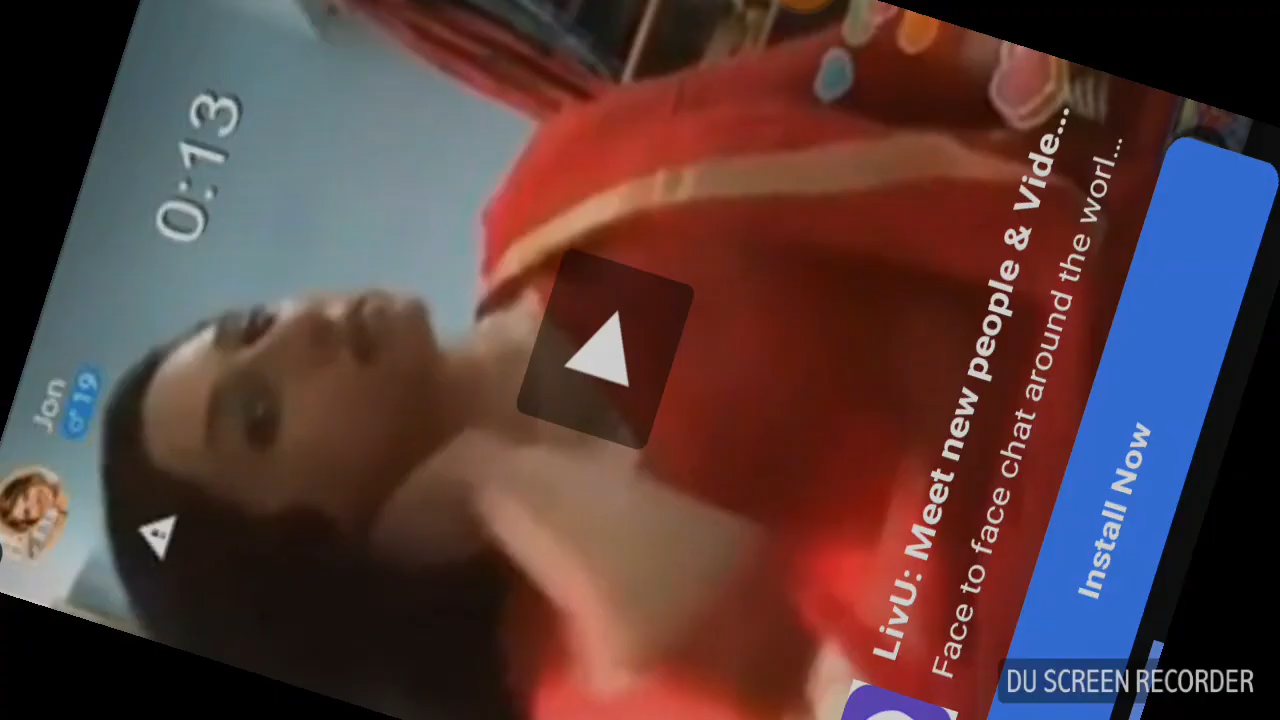 Jon
♂ 19
0:13
LivU: Meet new people & Vide...
Face to face chat around the worl...
Install Now
DU SCREEN RECORDER